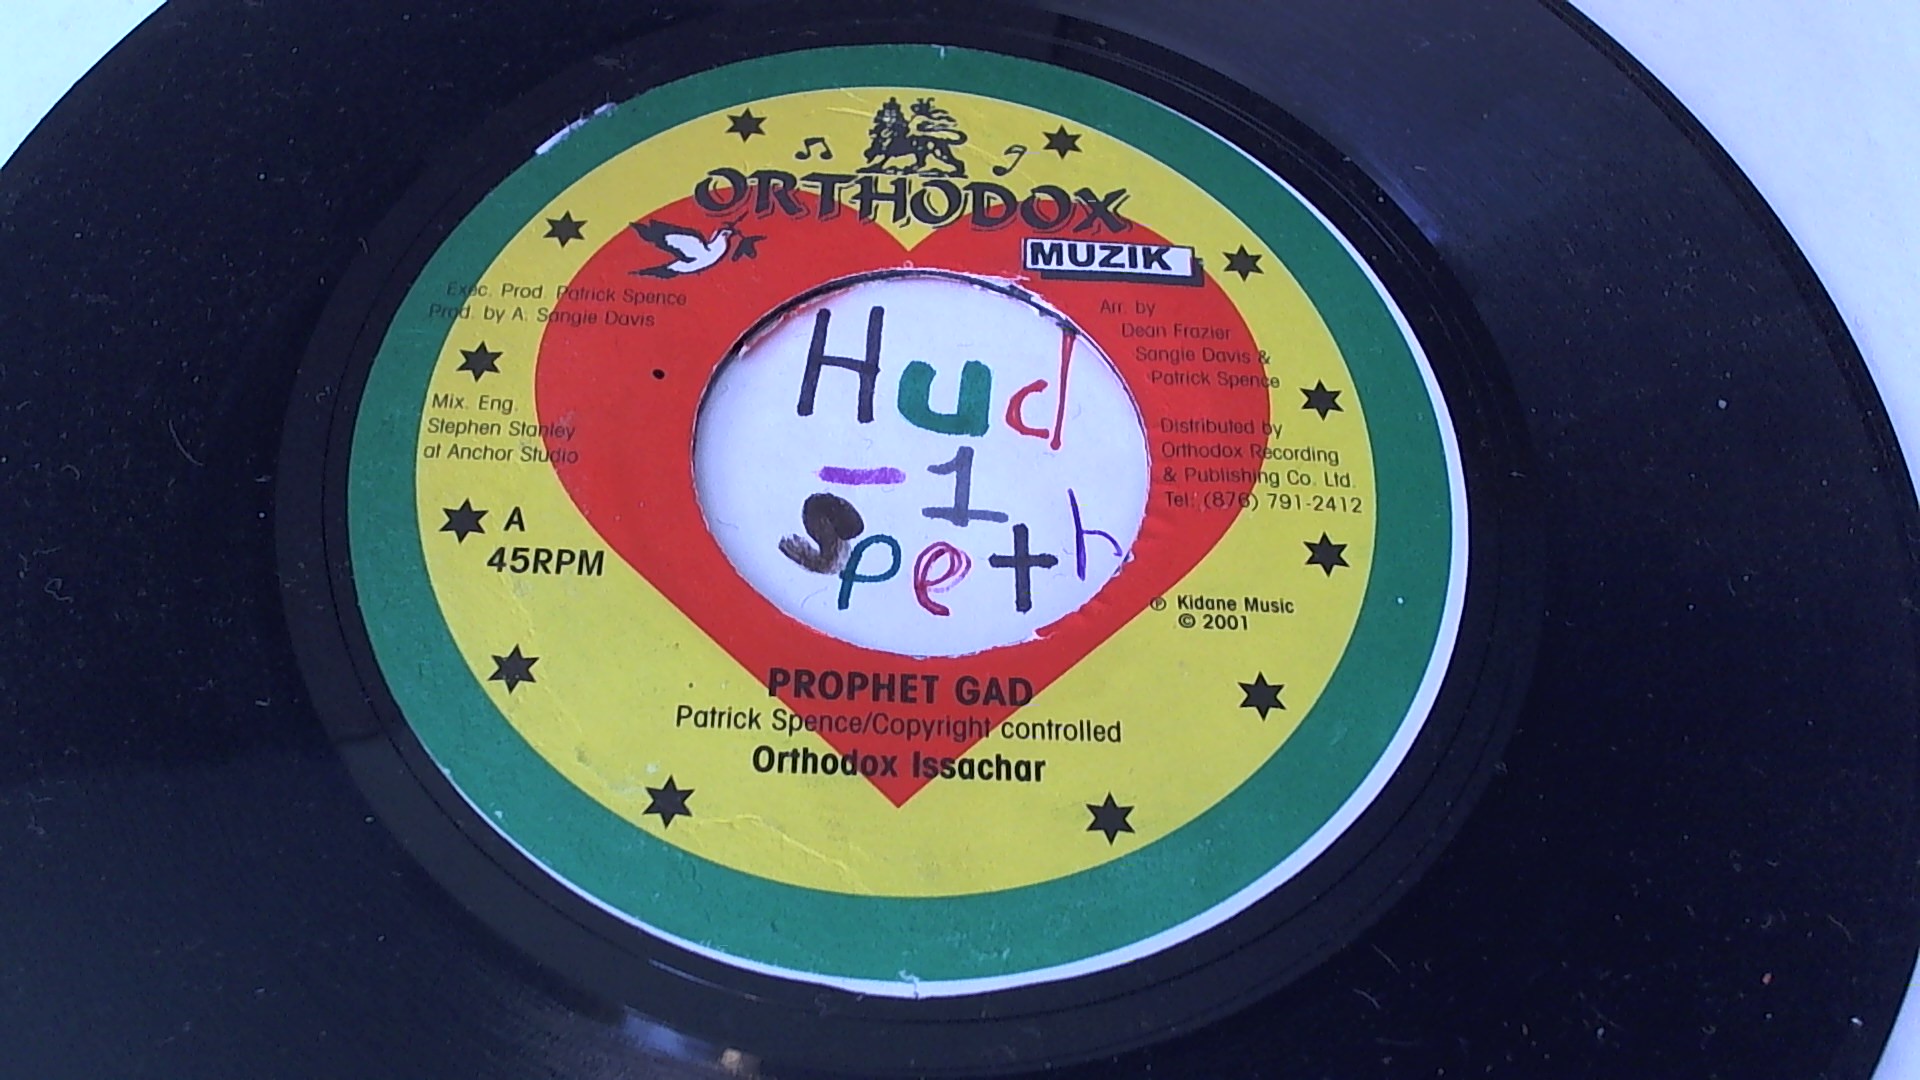 ORTHODOX
MUZIK
Exec. Prod. Patrick Spence
Prod. by A. Sangie Davis
Mix. Eng.
Stephen Stanley
at Anchor Studio
A
45RPM
Hud
- 1
Speth
Arr. by
Dean Frazier
Sangie Davis &
Patrick Spence
Distributed by
Orthodox Recording
& Publishing Co. Ltd.
Tel: (876) 791-2412
℗ Kidane Music
© 2001
PROPHET GAD
Patrick Spence/Copyright controlled
Orthodox Issachar